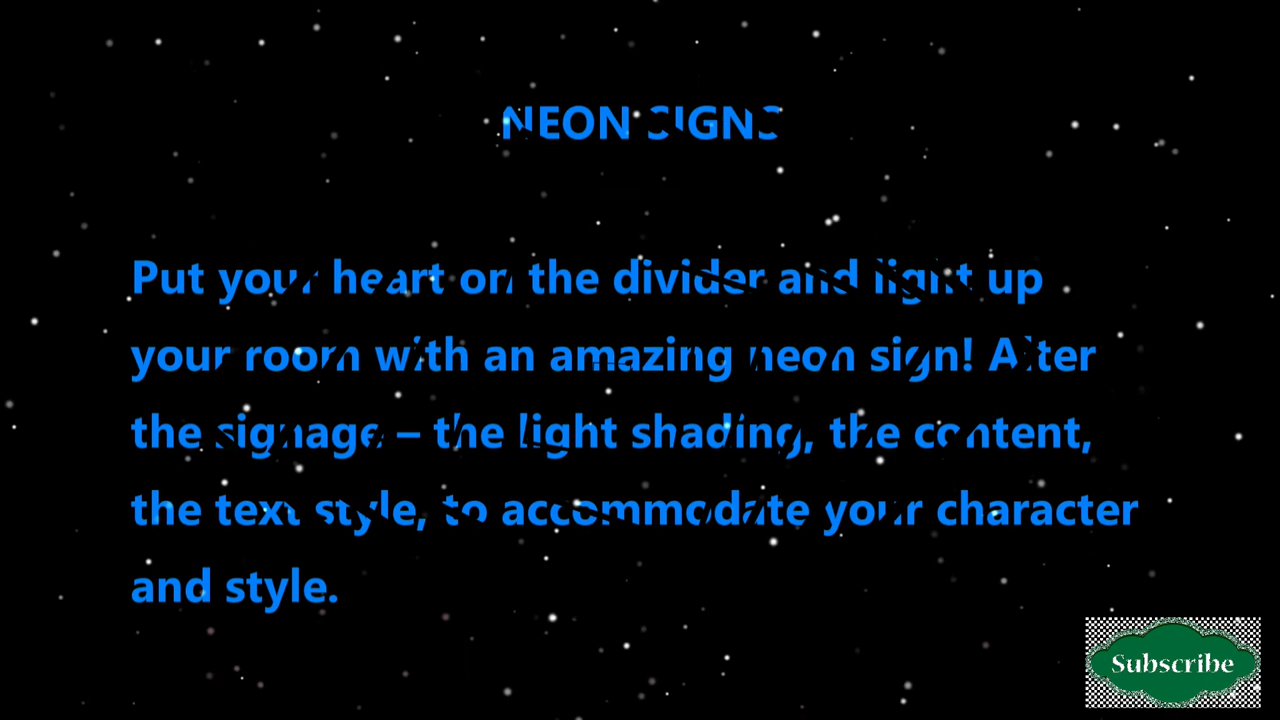 NEON SIGNS
Put your heart on the divider and light up
your room with an amazing neon sign! Alter
the signage – the light shading, the content,
the text style, to accommodate your character
and style.
Subscribe